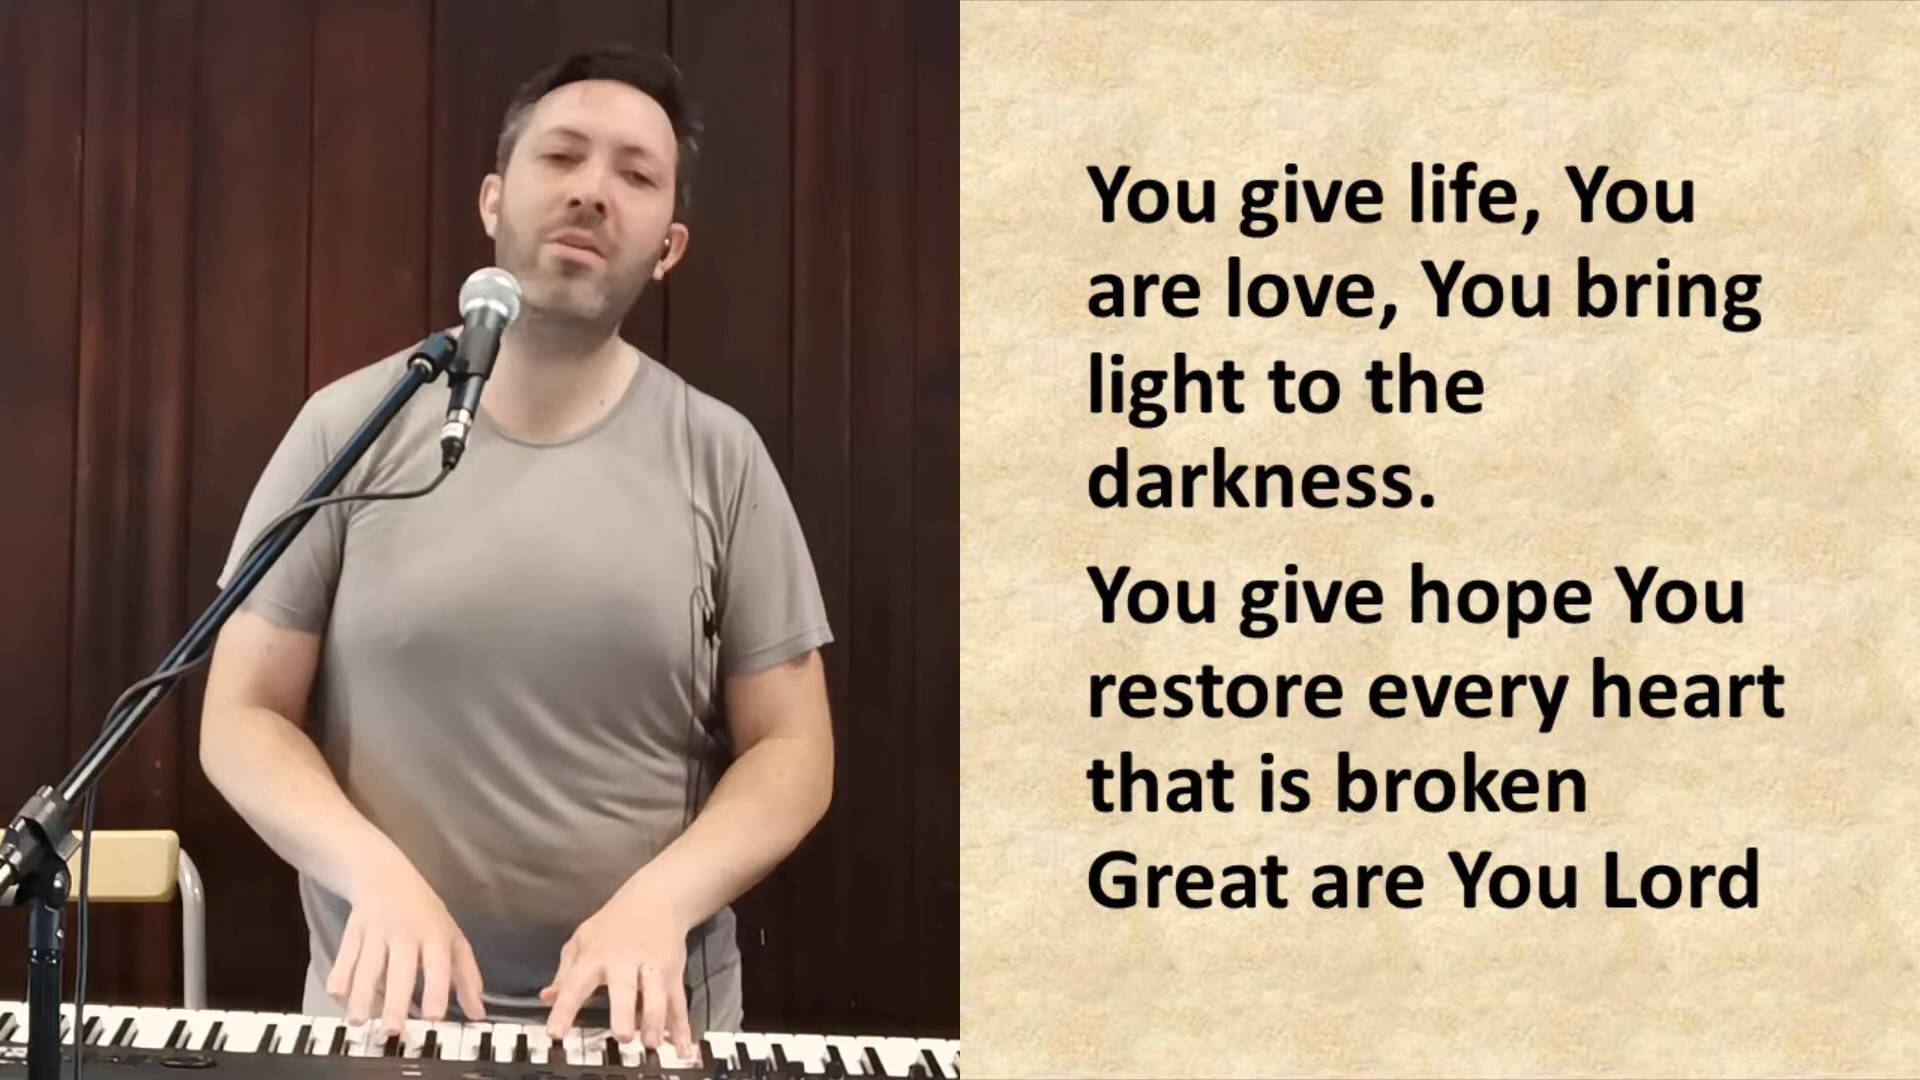 You give life, You
are love, You bring
light to the
darkness.
You give hope You
restore every heart
that is broken
Great are You Lord